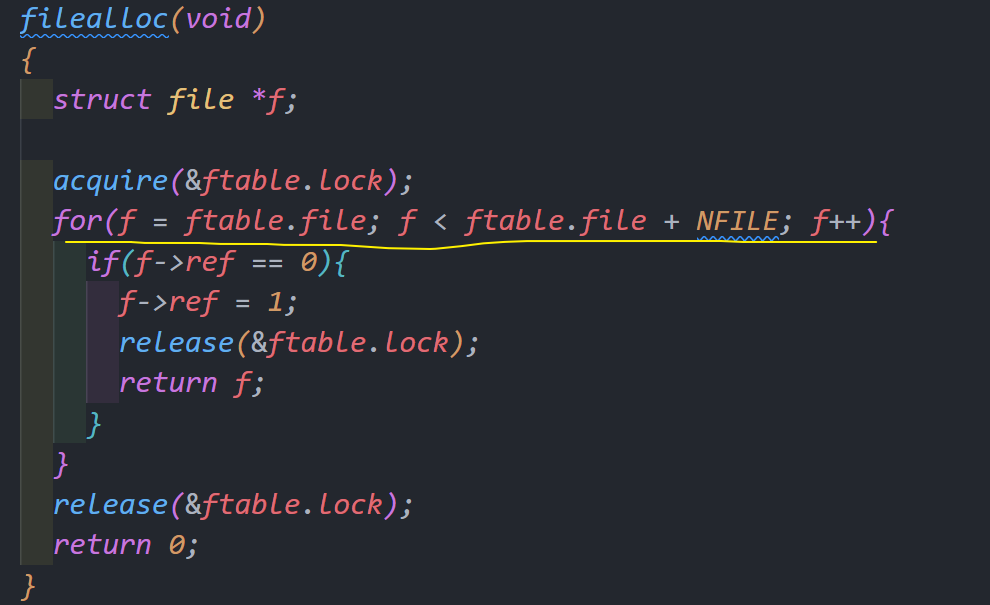 filealloc(void)
{
struct file *f;
acquire(&ftable.lock);
for(f = ftable.file; f < ftable.file + NFILE; f++){
if(f->ref == 0){
f->ref = 1;
release(&ftable.lock);
return f;
}
}
release(&ftable.lock);
return 0;
}